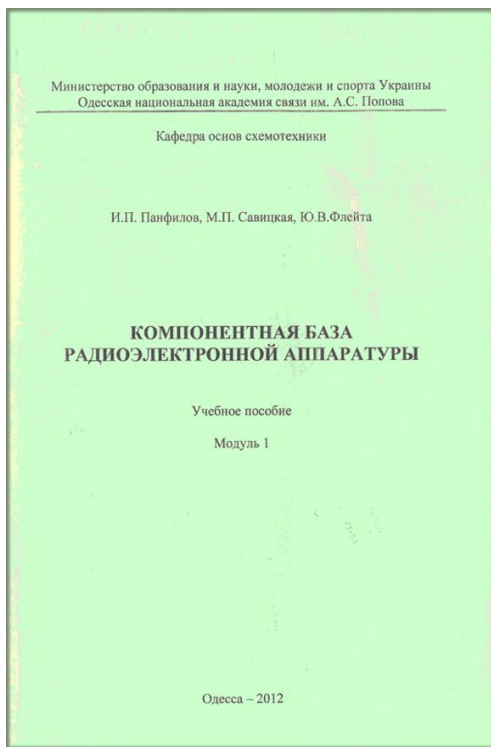 Министерство образования и науки, молодежи и спорта Украины
Одесская национальная академия связи им. А.С. Попова
Кафедра основ схемотехники
И.П. Панфилов, М.П. Савицкая, Ю.В.Флейта
КОМПОНЕНТНАЯ БАЗА
РАДИОЭЛЕКТРОННОЙ АППАРАТУРЫ
Учебное пособие
Модуль 1
Одесса – 2012